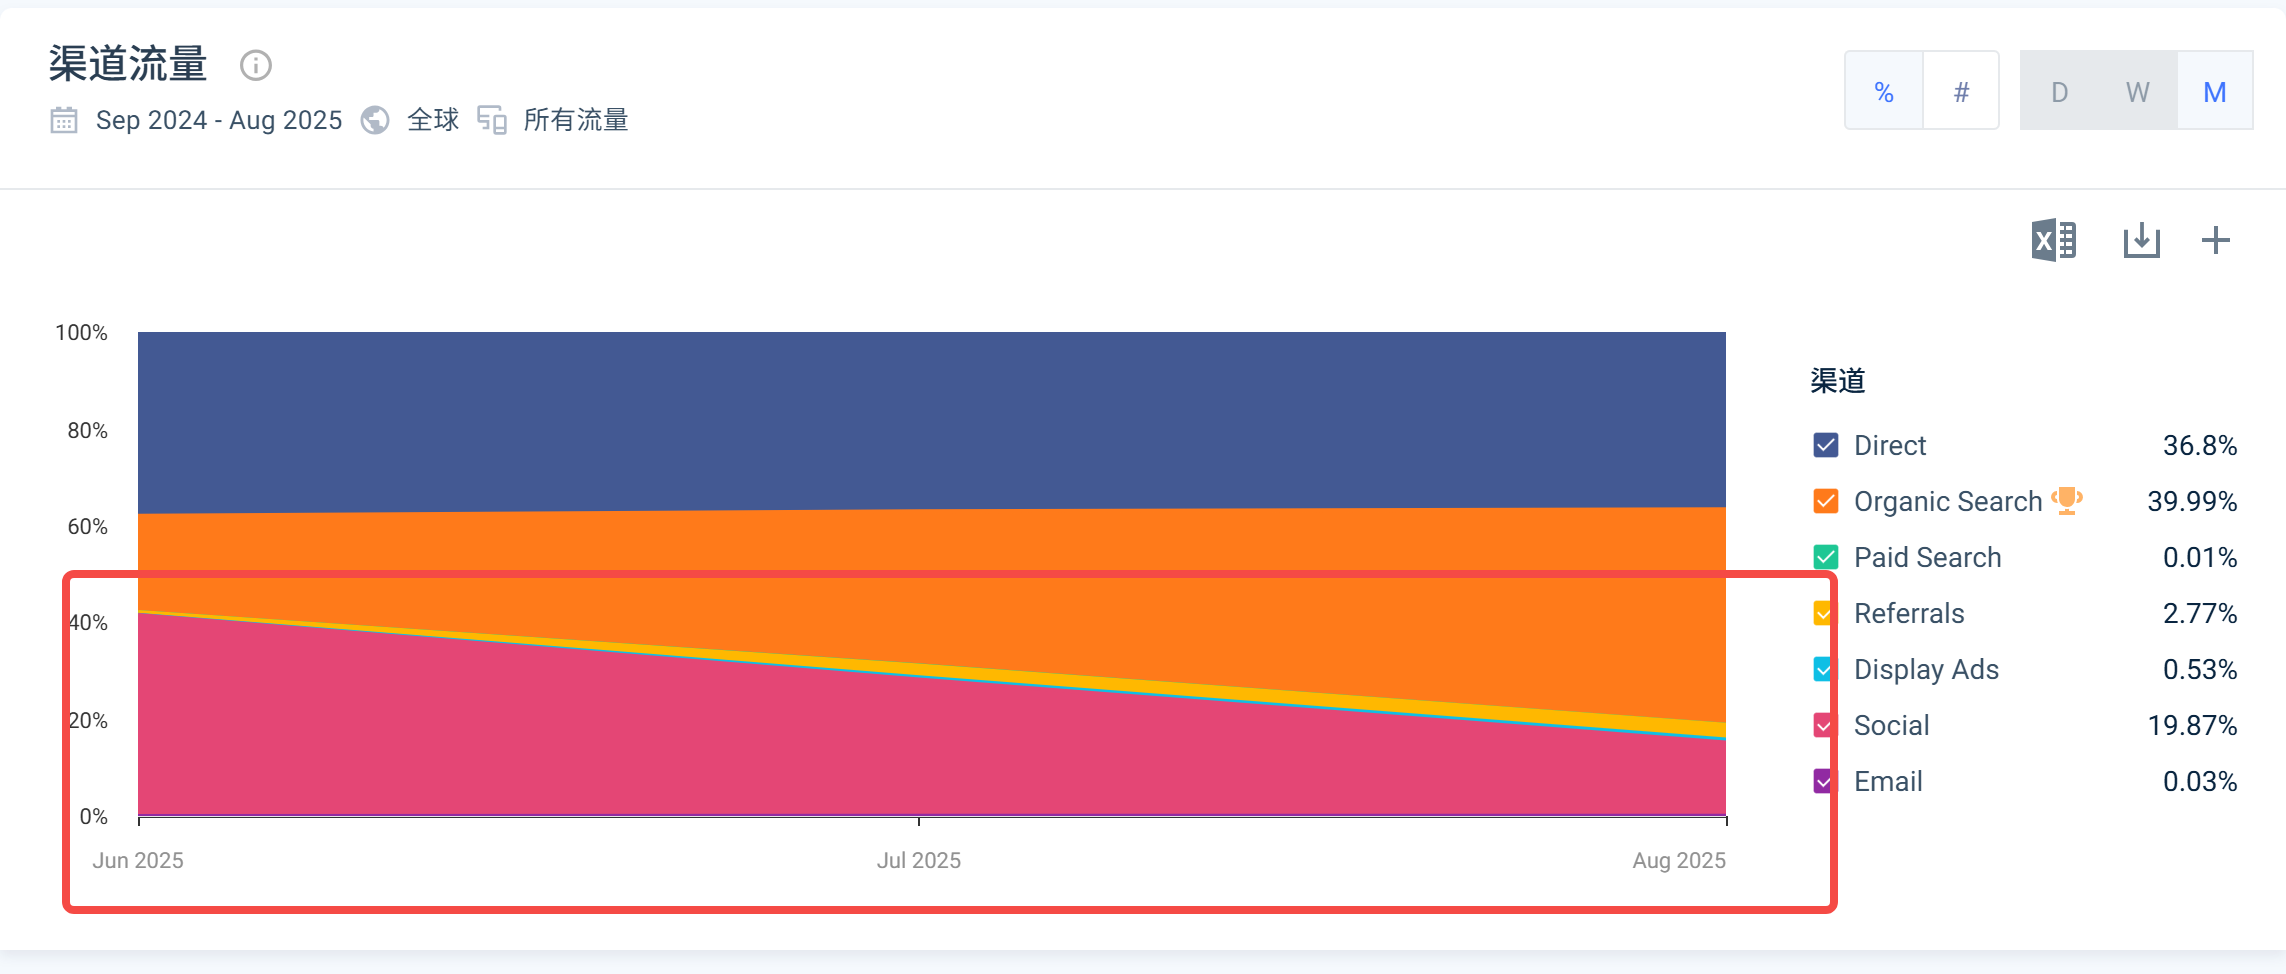 渠道流量
Sep 2024 - Aug 2025 全球 所有流量
% # D W M
X
100%
80%
60%
40%
20%
0%
Jun 2025 Jul 2025 Aug 2025
渠道
Direct 36.8%
Organic Search 39.99%
Paid Search 0.01%
Referrals 2.77%
Display Ads 0.53%
Social 19.87%
Email 0.03%